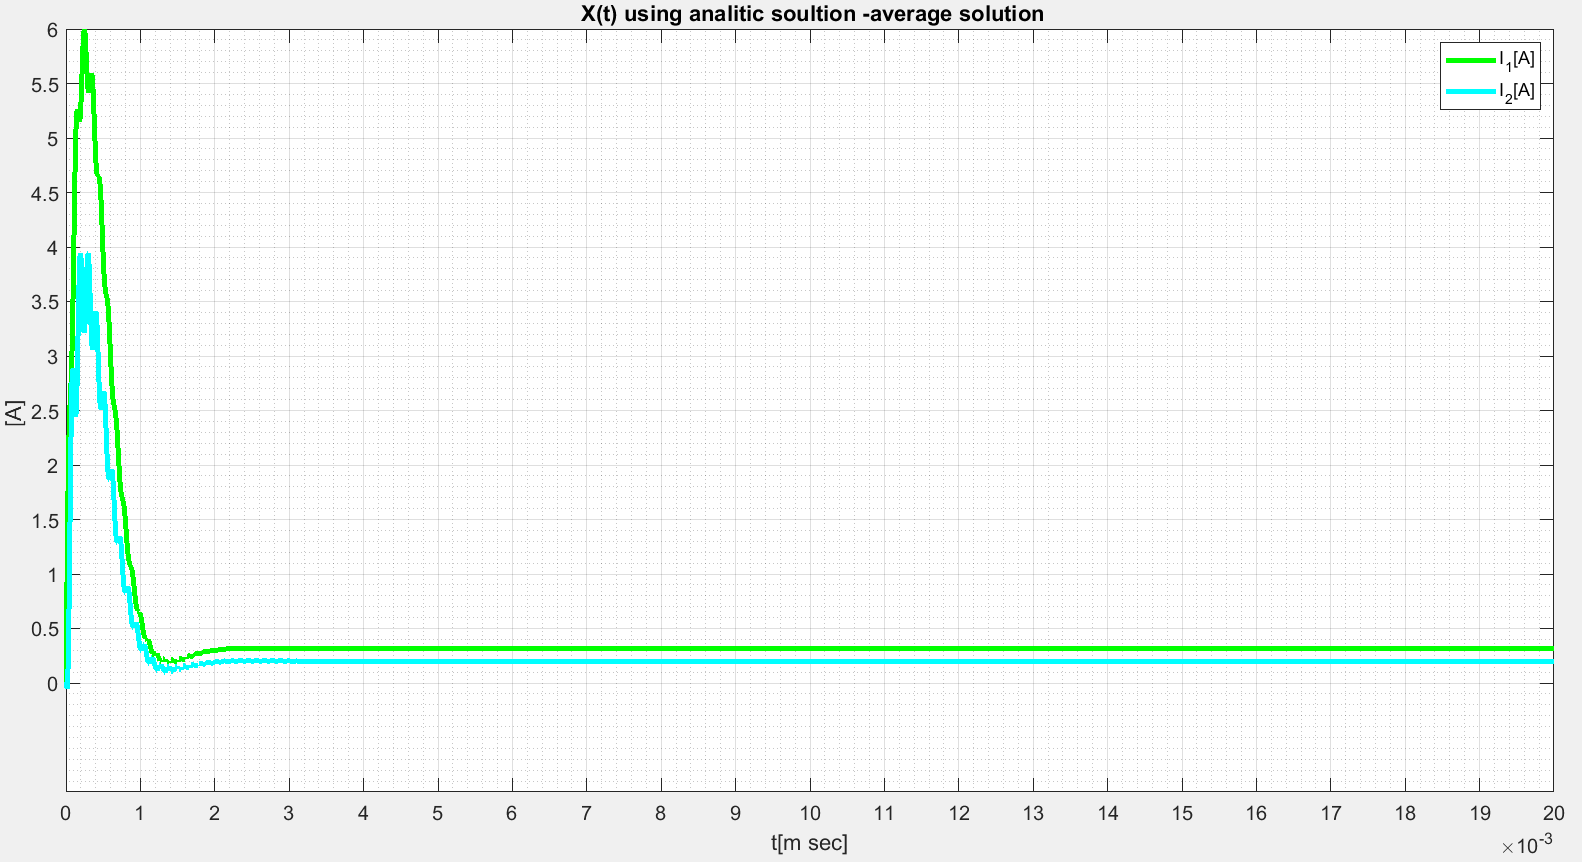 X(t) using analitic soultion -average solution
I1[A]
I2[A]
[A]
6
5.5
5
4.5
4
3.5
3
2.5
2
1.5
1
0.5
0
0 1 2 3 4 5 6 7 8 9 10 11 12 13 14 15 16 17 18 19 20
t[m sec]
×10-3